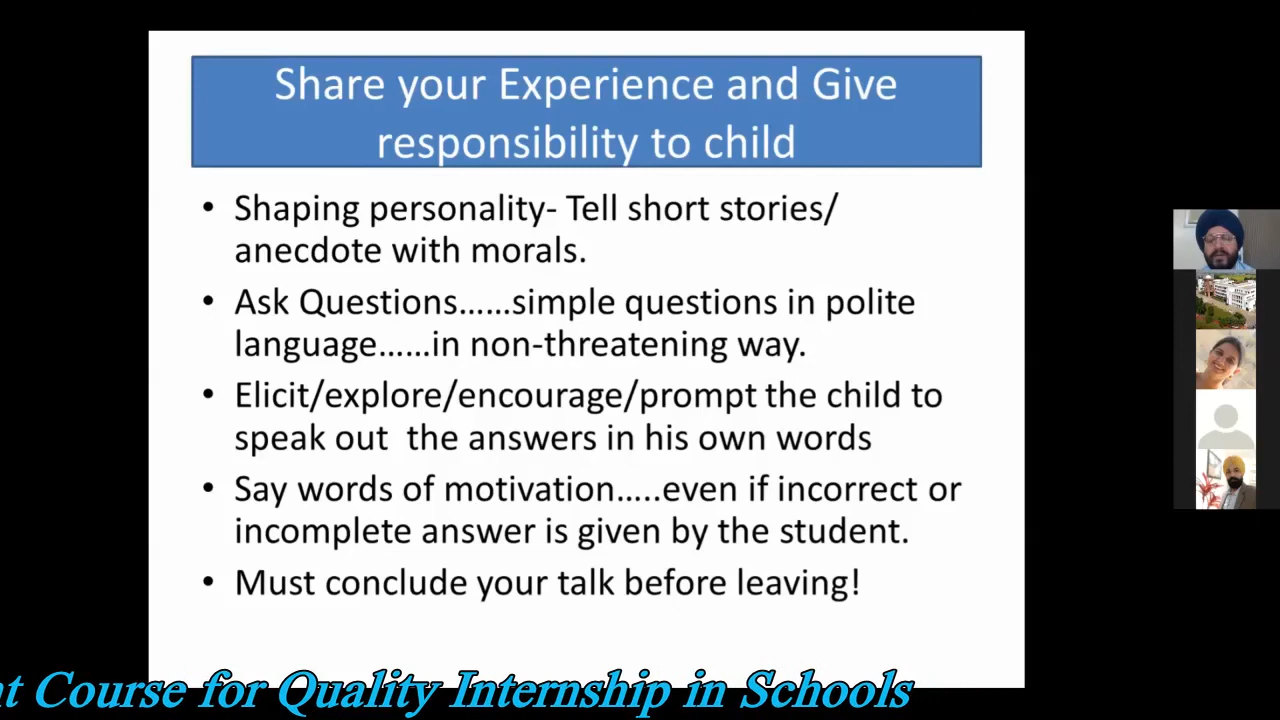 Share your Experience and Give
responsibility to child
• Shaping personality- Tell short stories/
anecdote with morals.
• Ask Questions……simple questions in polite
language……in non-threatening way.
• Elicit/explore/encourage/prompt the child to
speak out  the answers in his own words
• Say words of motivation…..even if incorrect or
incomplete answer is given by the student.
• Must conclude your talk before leaving!
Course for Quality Internship in Schools